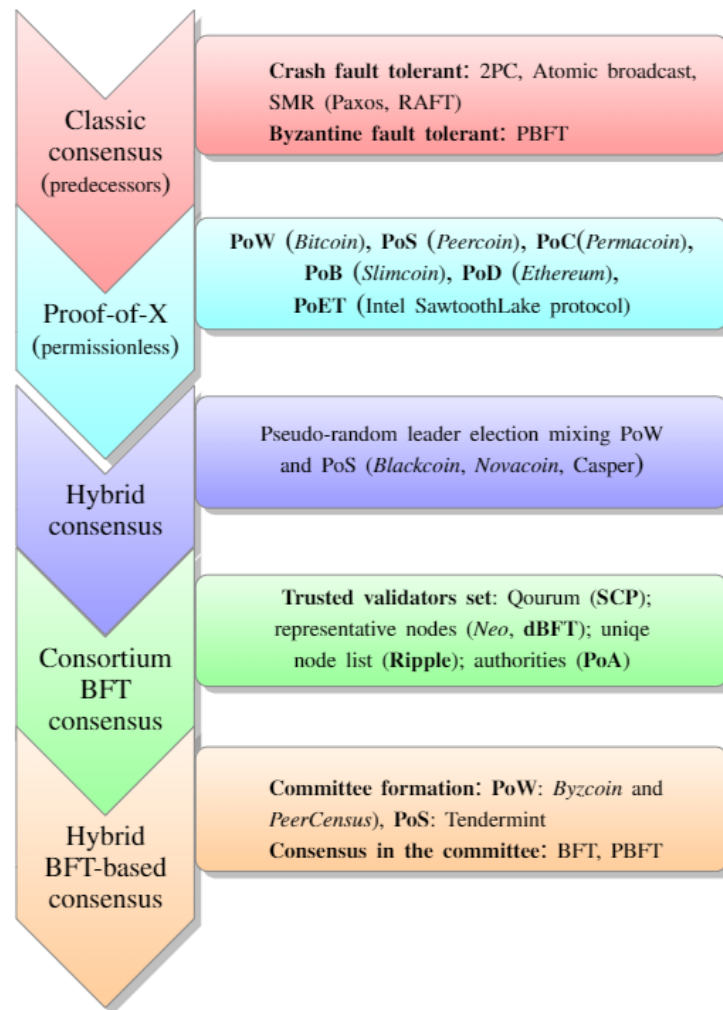 Classic
consensus
(predecessors)
Crash fault tolerant: 2PC, Atomic broadcast,
SMR (Paxos, RAFT)
Byzantine fault tolerant: PBFT
Proof-of-X
(permissionless)
PoW (Bitcoin), PoS (Peercoin), PoC(Permacoin),
PoB (Slimcoin), PoD (Ethereum),
PoET (Intel SawtoothLake protocol)
Hybrid
consensus
Pseudo-random leader election mixing PoW
and PoS (Blackcoin, Novacoin, Casper)
Consortium
BFT
consensus
Trusted validators set: Qourum (SCP);
representative nodes (Neo, dBFT); uniqe
node list (Ripple); authorities (PoA)
Hybrid
BFT-based
consensus
Committee formation: PoW: Byzcoin and
PeerCensus), PoS: Tendermint
Consensus in the committee: BFT, PBFT